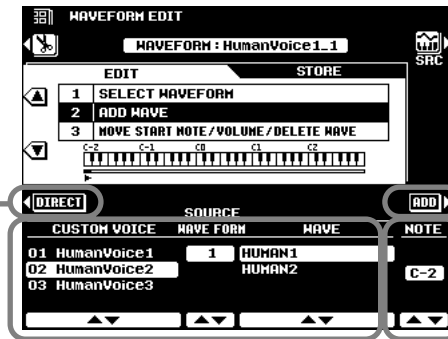 WAVEFORM EDIT
WAVEFORM : HumanVoice1_1
SRC
EDIT STORE
1 SELECT WAVEFORM
2 ADD WAVE
3 MOVE START NOTE/VOLUME/DELETE WAVE
C-2 C-1 C0 C1 C2
DIRECT ADD
SOURCE
CUSTOM VOICE WAVE FORM WAVE NOTE
01 HumanVoice1 1 HUMAN1
02 HumanVoice2 HUMAN2 C-2
03 HumanVoice3